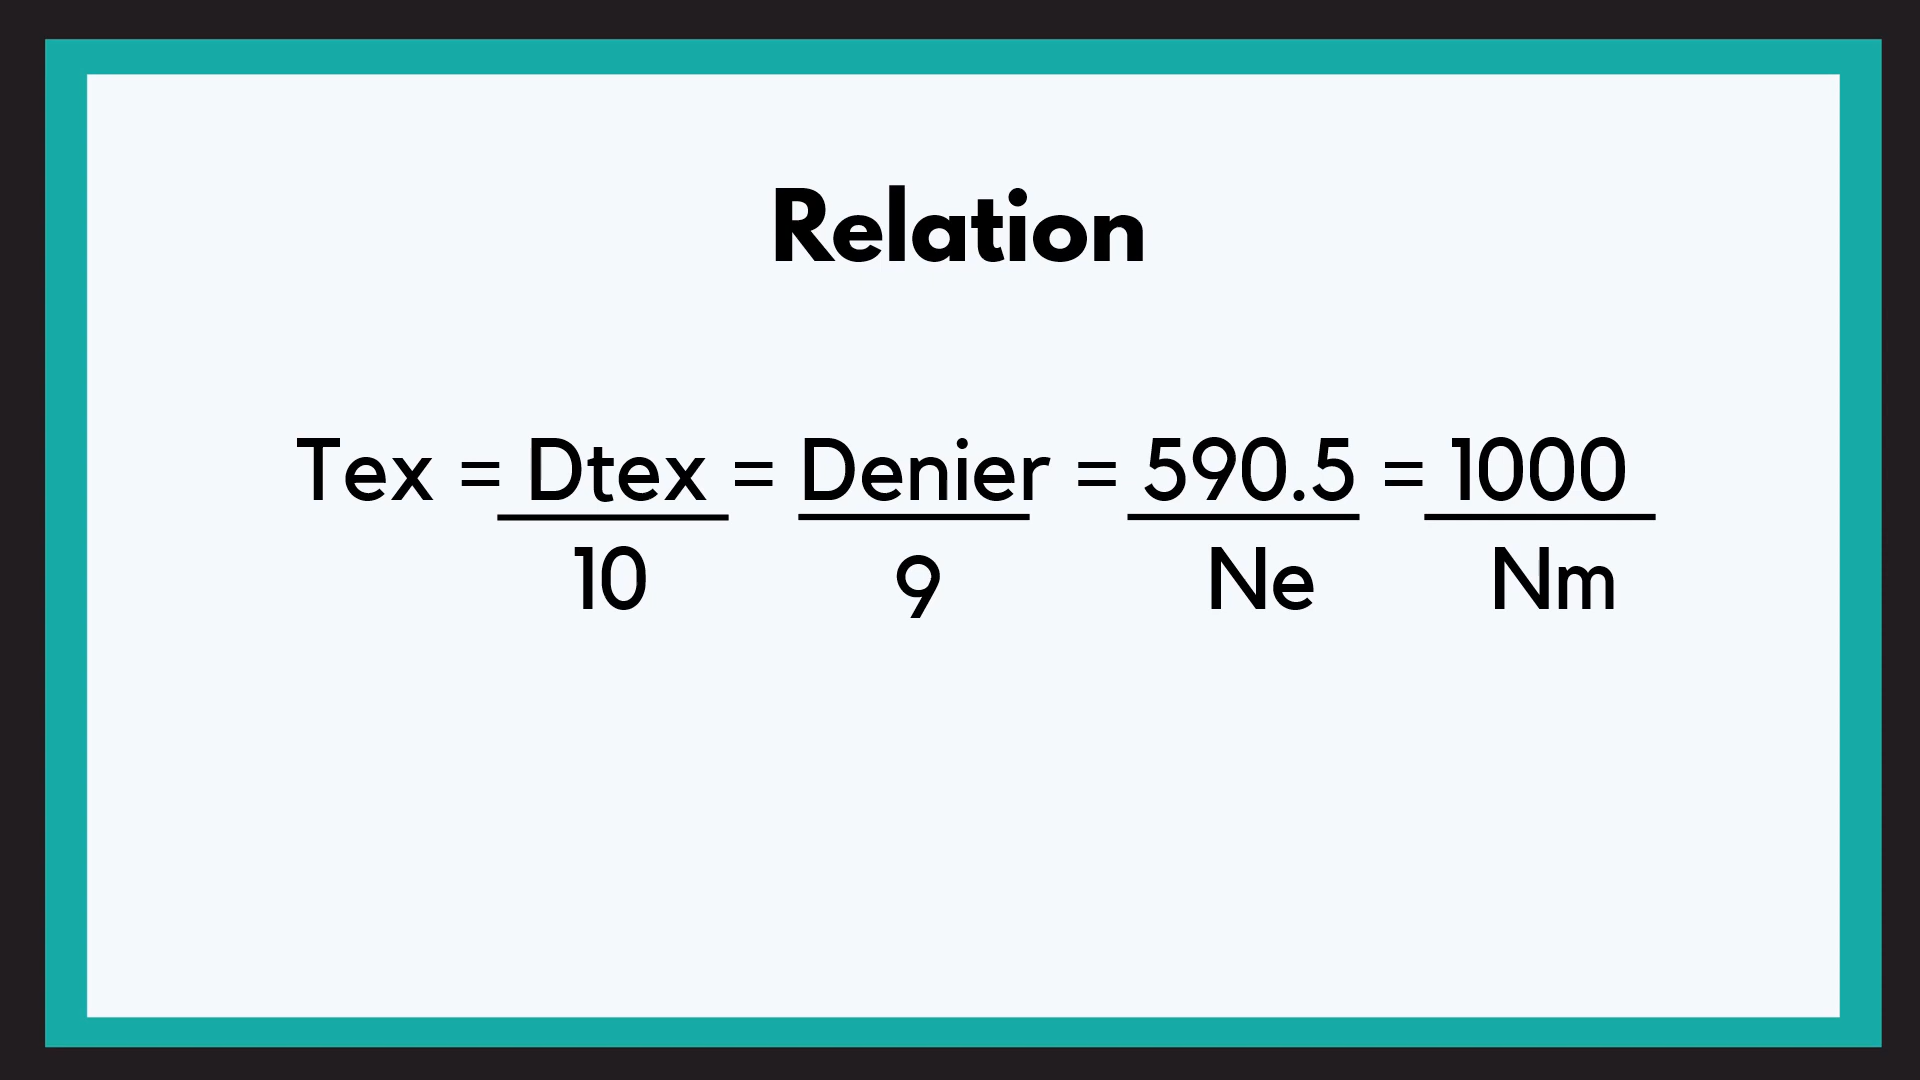 Relation
Tex = Dtex = Denier = 590.5 = 1000
10 9 Ne Nm